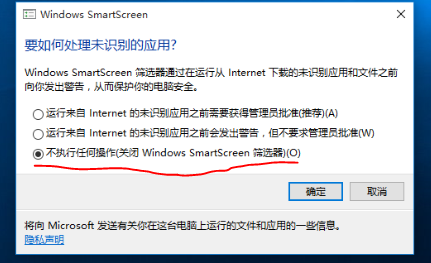 Windows SmartScreen
要如何处理未识别的应用?
Windows SmartScreen 筛选器通过在运行从 Internet 下载的未识别应用和文件之前
向你发出警告，从而保护你的电脑安全。
运行来自 Internet 的未识别应用之前需要获得管理员批准(推荐)(A)
运行来自 Internet 的未识别应用之前会发出警告，但不要求管理员批准(W)
不执行任何操作(关闭 Windows SmartScreen 筛选器)(O)
确定 取消
将向 Microsoft 发送有关你在这台电脑上运行的文件和应用的一些信息。
隐私声明